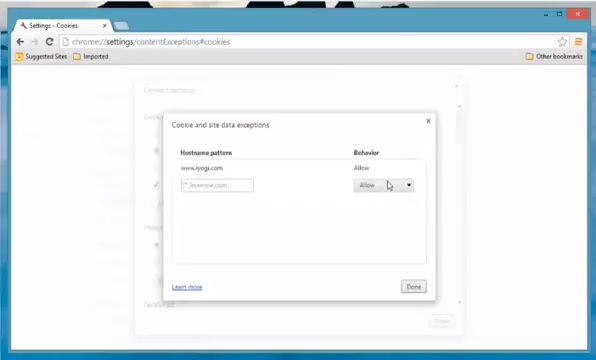 Settings - Cookies
chrome://settings/contentExceptions#cookies
Suggested Sites
Imported
Other bookmarks
Content settings
Cookie and site data exceptions
Hostname pattern
Behavior
www.iyogi.com
Allow
[*.]example.com
Allow
Learn more
Done
JavaScript